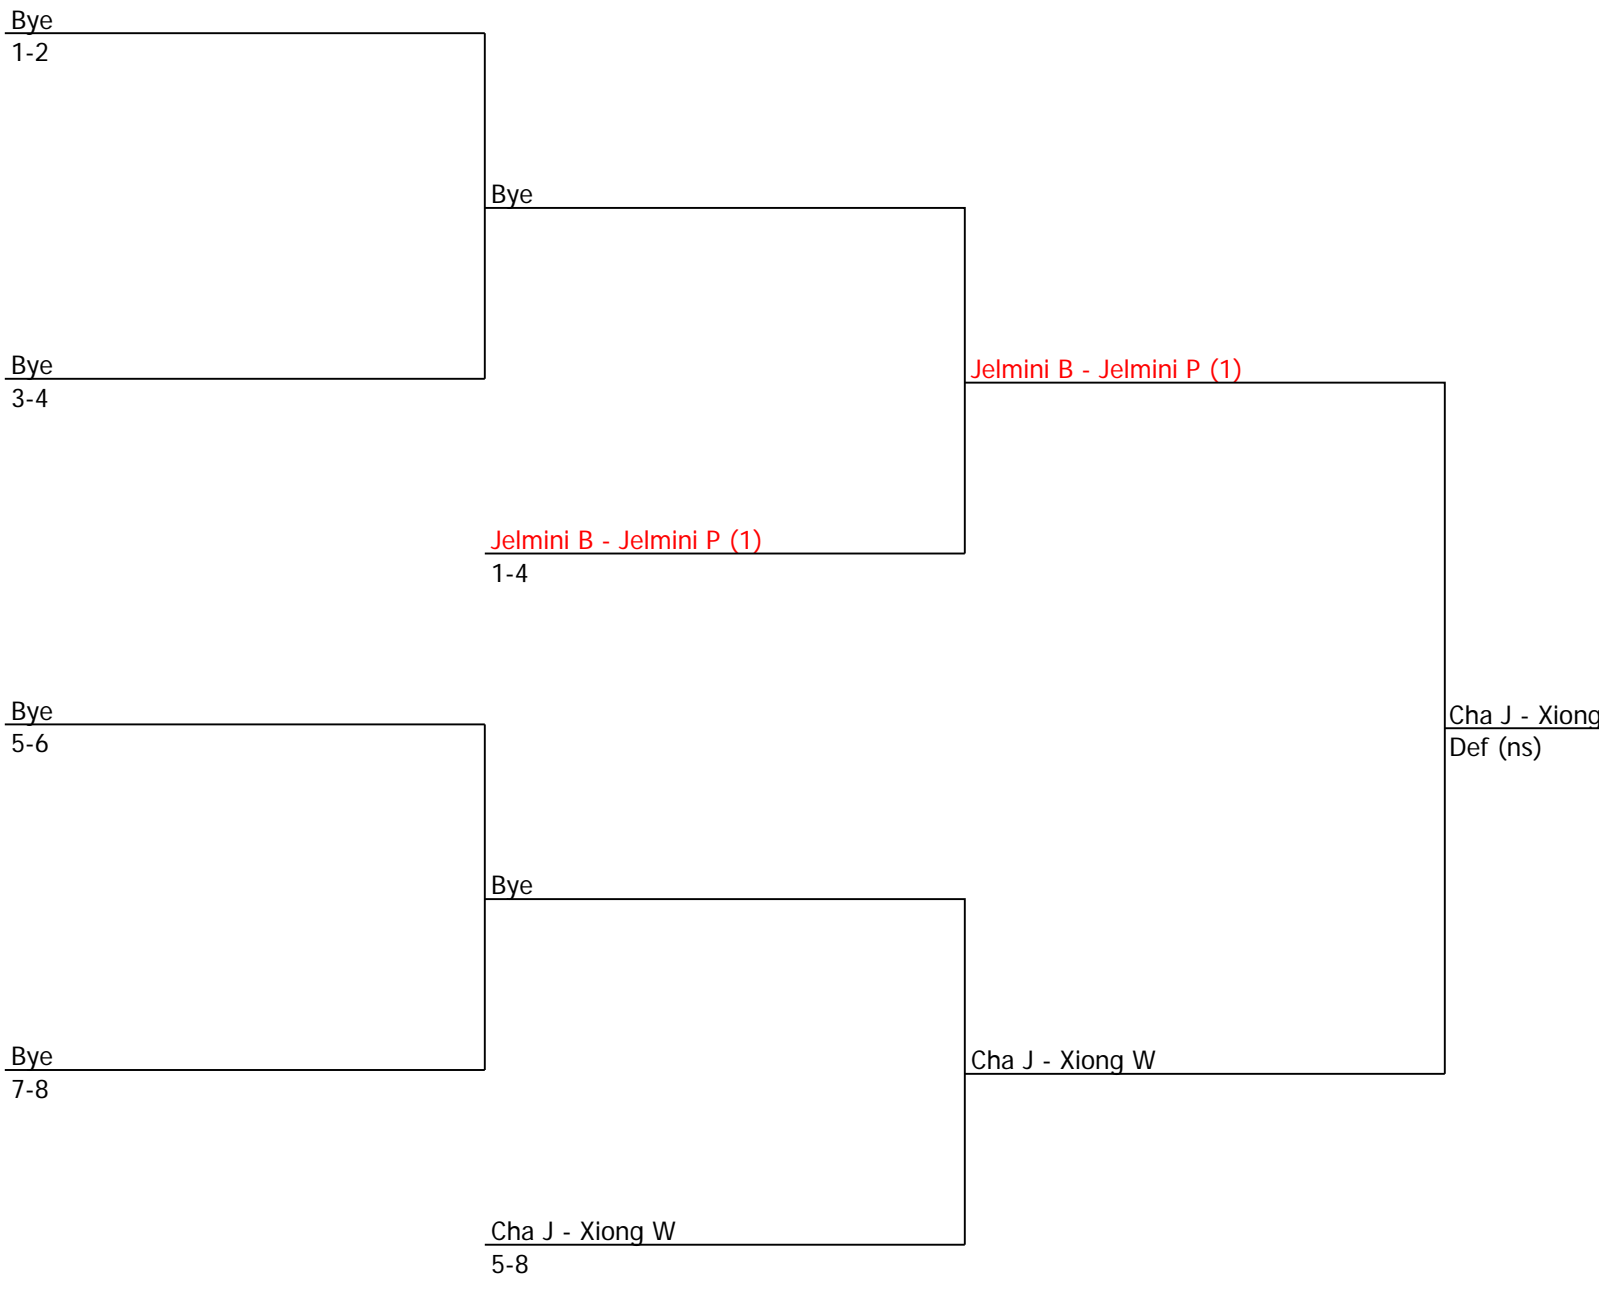 Bye
1-2
Bye
Bye
3-4
Jelmini B - Jelmini P (1)
Jelmini B - Jelmini P (1)
1-4
Bye
5-6
Cha J - Xiong
Def (ns)
Bye
Bye
7-8
Cha J - Xiong W
Cha J - Xiong W
5-8